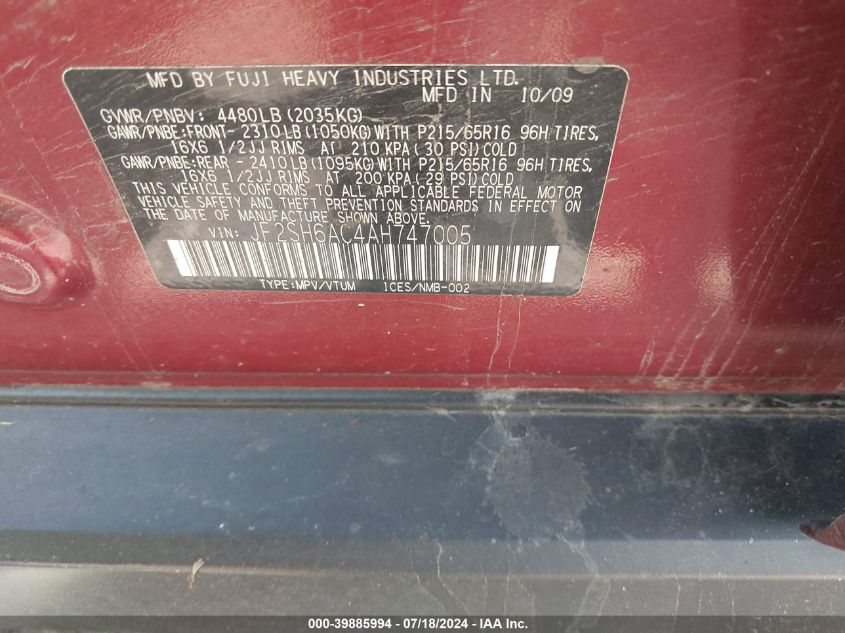 MFD BY FUJI HEAVY INDUSTRIES LTD.
MFD IN 10/09
GVWR/PNBV: 4480LB (2035KG)
GAWR/PNBE:FRONT- 2310LB(1050KG)WITH P215/65R16 96H TIRES,
16X6 1/2JJ RIMS AT 210 KPA(30 PSI)COLD
GAWR/PNBE:REAR - 2410LB(1095KG)WITH P215/65R16 96H TIRES,
16X6 1/2JJ RIMS AT 200 KPA(29 PSI)COLD
THIS VEHICLE CONFORMS TO ALL APPLICABLE FEDERAL MOTOR
VEHICLE SAFETY AND THEFT PREVENTION STANDARDS IN EFFECT ON
THE DATE OF MANUFACTURE SHOWN ABOVE.
VIN: JF2SH6AC4AH747005
TYPE:MPV/VTUM ICES/NMB-002
000-39885994 - 07/18/2024 - IAA Inc.